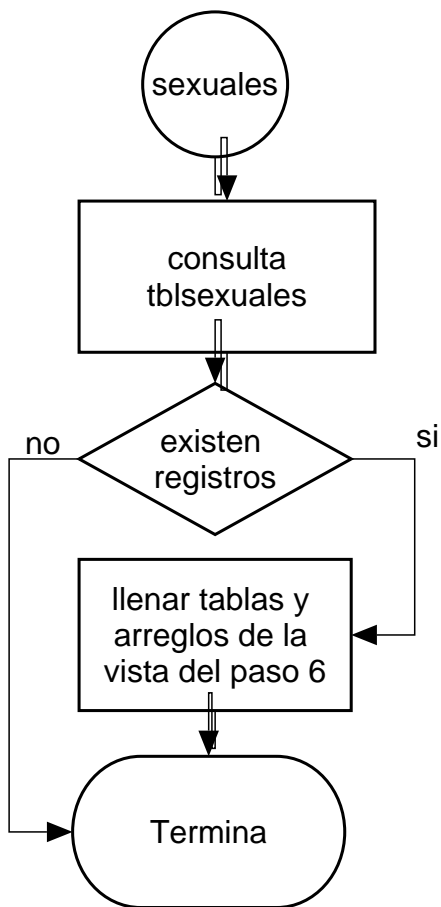 sexuales
consulta
tblsexuales
existen
registros
no
si
llenar tablas y
arreglos de la
vista del paso 6
Termina